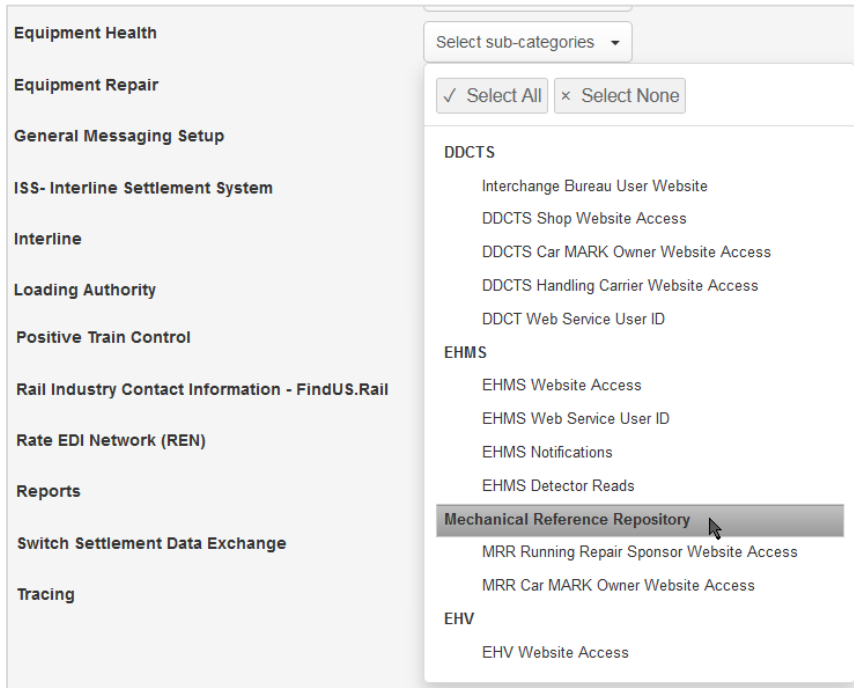 Equipment Health
Equipment Repair
General Messaging Setup
ISS- Interline Settlement System
Interline
Loading Authority
Positive Train Control
Rail Industry Contact Information - FindUS.Rail
Rate EDI Network (REN)
Reports
Switch Settlement Data Exchange
Tracing
Select sub-categories
✓ Select All × Select None
DDCTS
Interchange Bureau User Website
DDCTS Shop Website Access
DDCTS Car MARK Owner Website Access
DDCTS Handling Carrier Website Access
DDCT Web Service User ID
EHMS
EHMS Website Access
EHMS Web Service User ID
EHMS Notifications
EHMS Detector Reads
Mechanical Reference Repository
MRR Running Repair Sponsor Website Access
MRR Car MARK Owner Website Access
EHV
EHV Website Access